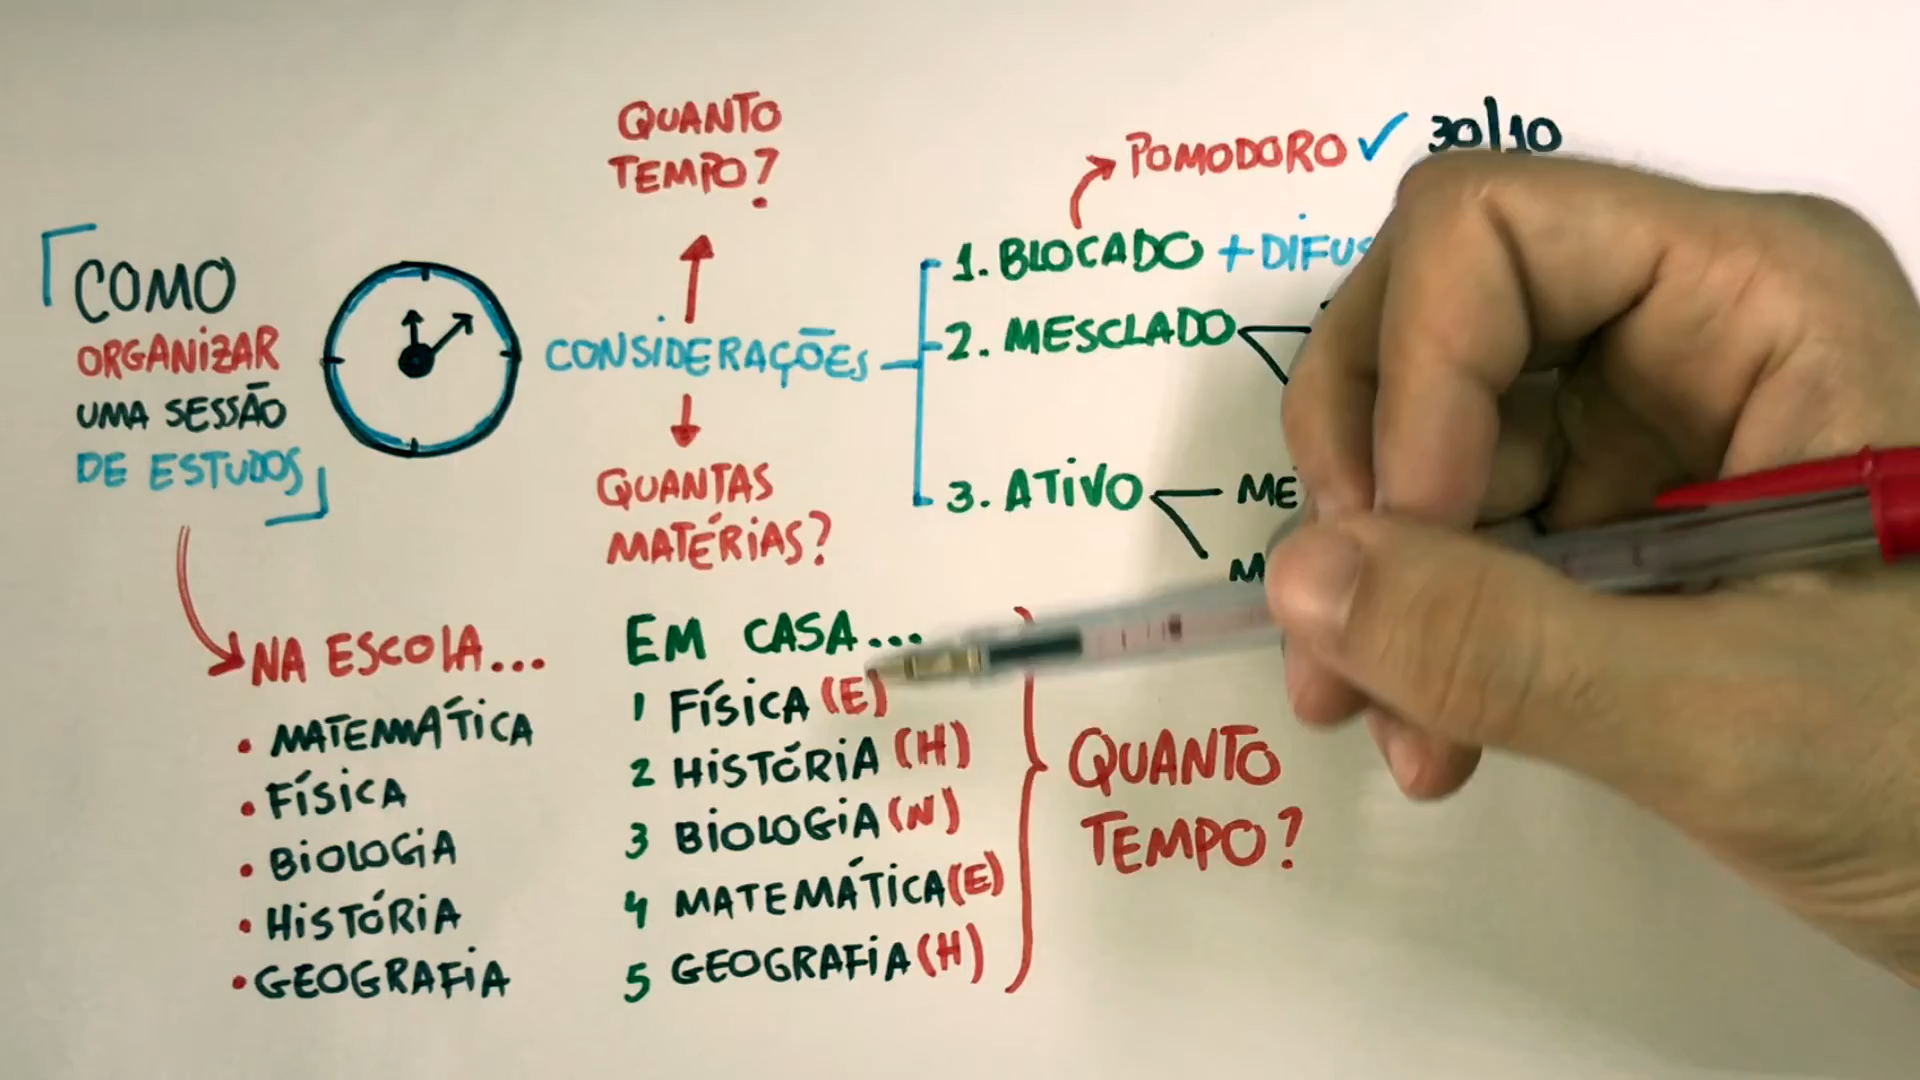 COMO
ORGANIZAR
UMA SESSÃO
DE ESTUDOS
QUANTO
TEMPO?
CONSIDERAÇÕES
QUANTAS
MATÉRIAS?
POMODORO ✓ 30/10
1. BLOCADO +
2. MESCLADO
3. ATIVO
NA ESCOLA...
• MATEMÁTICA
• FÍSICA
• BIOLOGIA
• HISTÓRIA
• GEOGRAFIA
EM CASA...
1 FÍSICA (E)
2 HISTÓRIA (H)
3 BIOLOGIA (N)
4 MATEMÁTICA (E)
5 GEOGRAFIA (H)
QUANTO
TEMPO?